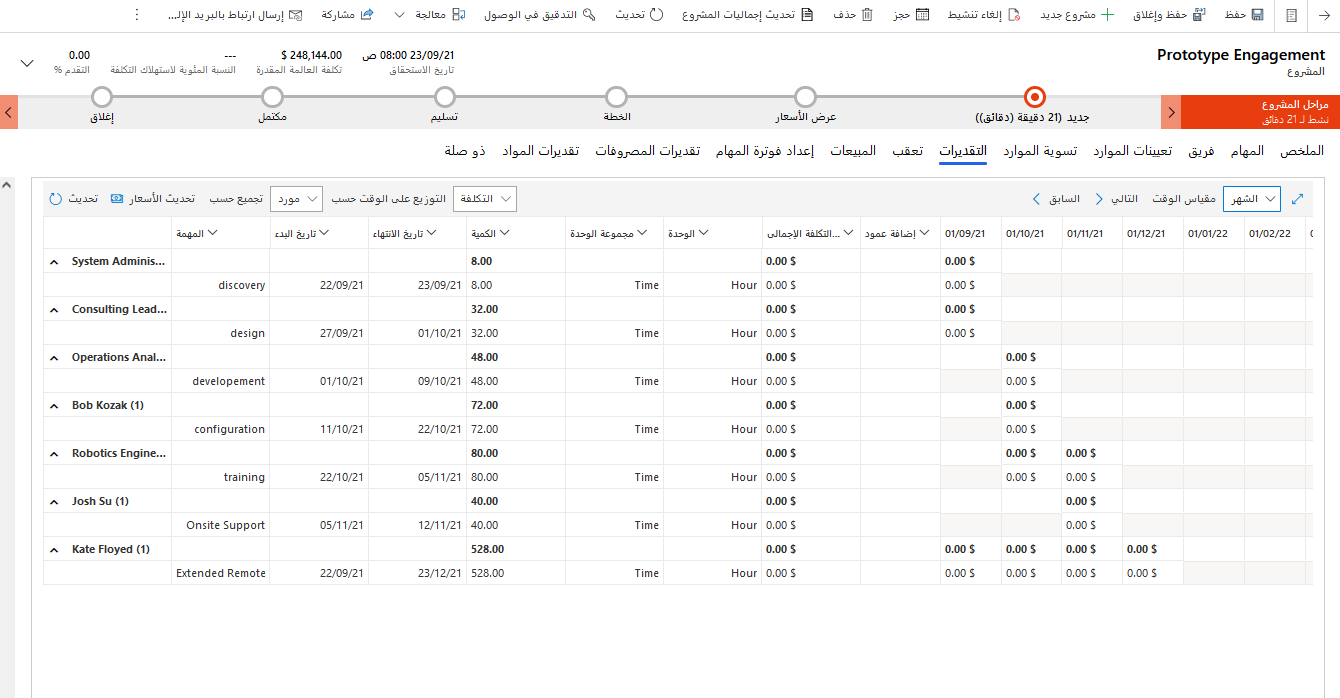 حفظ حفظ وإغلاق مشروع جديد إلغاء تنشيط حجز حذف تحديث إجماليات المشروع تحديث التدقيق في الوصول معالجة مشاركة إرسال ارتباط بالبريد الإل...
Prototype Engagement
المشروع
23/09/21 08:00 ص
تاريخ الاستحقاق
$ 248,144.00
تكلفة العمالة المقدرة
---
النسبة المئوية لاستهلاك التكلفة
0.00
التقدم %
مراحل المشروع
نشط لـ 21 دقائق
جديد (21 دقيقة (دقائق)) عرض الأسعار الخطة تسليم مكتمل إغلاق
الملخص المهام فريق تعيينات الموارد تسوية الموارد التقديرات تعقب المبيعات إعداد فوترة المهام تقديرات المصروفات تقديرات المواد ذو صلة
الشهر مقياس الوقت التالي السابق التكلفة التوزيع على الوقت حسب مورد تجميع حسب تحديث الأسعار تحديث
المهمة تاريخ البدء تاريخ الانتهاء الكمية مجموعة الوحدة الوحدة التكلفة الإجمالي... إضافة عمود 01/09/21 01/10/21 01/11/21 01/12/21 01/01/22 01/02/22
System Adminis... 8.00 0.00 $ 0.00 $
discovery 22/09/21 23/09/21 8.00 Time Hour 0.00 $ 0.00 $
Consulting Lead... 32.00 0.00 $ 0.00 $
design 27/09/21 01/10/21 32.00 Time Hour 0.00 $ 0.00 $
Operations Anal... 48.00 0.00 $ 0.00 $
developement 01/10/21 09/10/21 48.00 Time Hour 0.00 $ 0.00 $
Bob Kozak (1) 72.00 0.00 $ 0.00 $
configuration 11/10/21 22/10/21 72.00 Time Hour 0.00 $ 0.00 $
Robotics Engine... 80.00 0.00 $ 0.00 $ 0.00 $
training 22/10/21 05/11/21 80.00 Time Hour 0.00 $ 0.00 $ 0.00 $
Josh Su (1) 40.00 0.00 $ 0.00 $
Onsite Support 05/11/21 12/11/21 40.00 Time Hour 0.00 $ 0.00 $
Kate Floyed (1) 528.00 0.00 $ 0.00 $ 0.00 $ 0.00 $ 0.00 $
Extended Remote 22/09/21 23/12/21 528.00 Time Hour 0.00 $ 0.00 $ 0.00 $ 0.00 $ 0.00 $